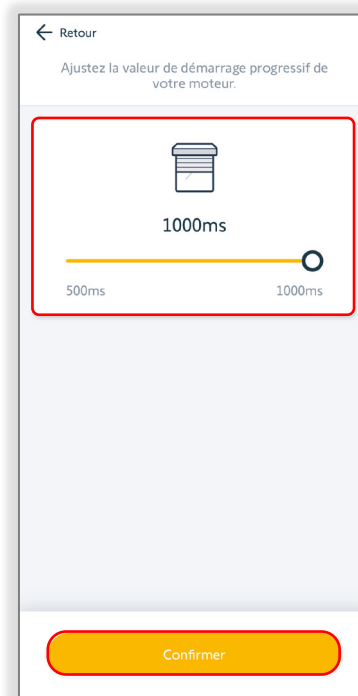 Retour
Ajustez la valeur de démarrage progressif de
votre moteur.
1000ms
500ms 1000ms
Confirmer